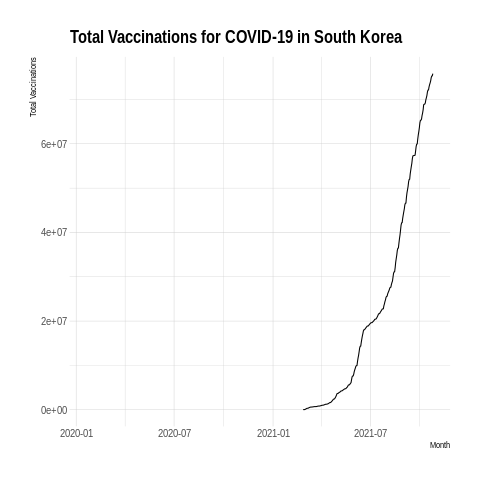 Total Vaccinations for COVID-19 in South Korea
Total Vaccinations
6e+07
4e+07
2e+07
0e+00
2020-01 2020-07 2021-01 2021-07
Month